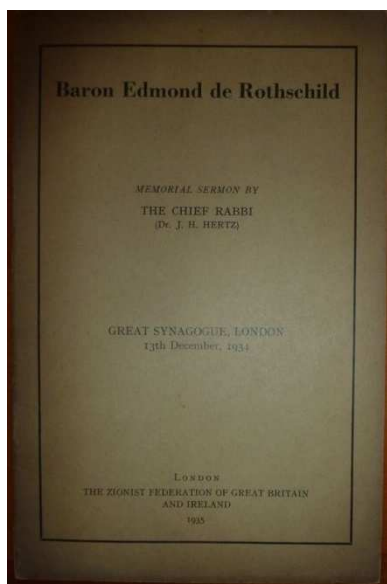 Baron Edmond de Rothschild
MEMORIAL SERMON BY
THE CHIEF RABBI
(Dr. J. H. HERTZ)
GREAT SYNAGOGUE, LONDON
13th December, 1934
LONDON
THE ZIONIST FEDERATION OF GREAT BRITAIN
AND IRELAND
1935